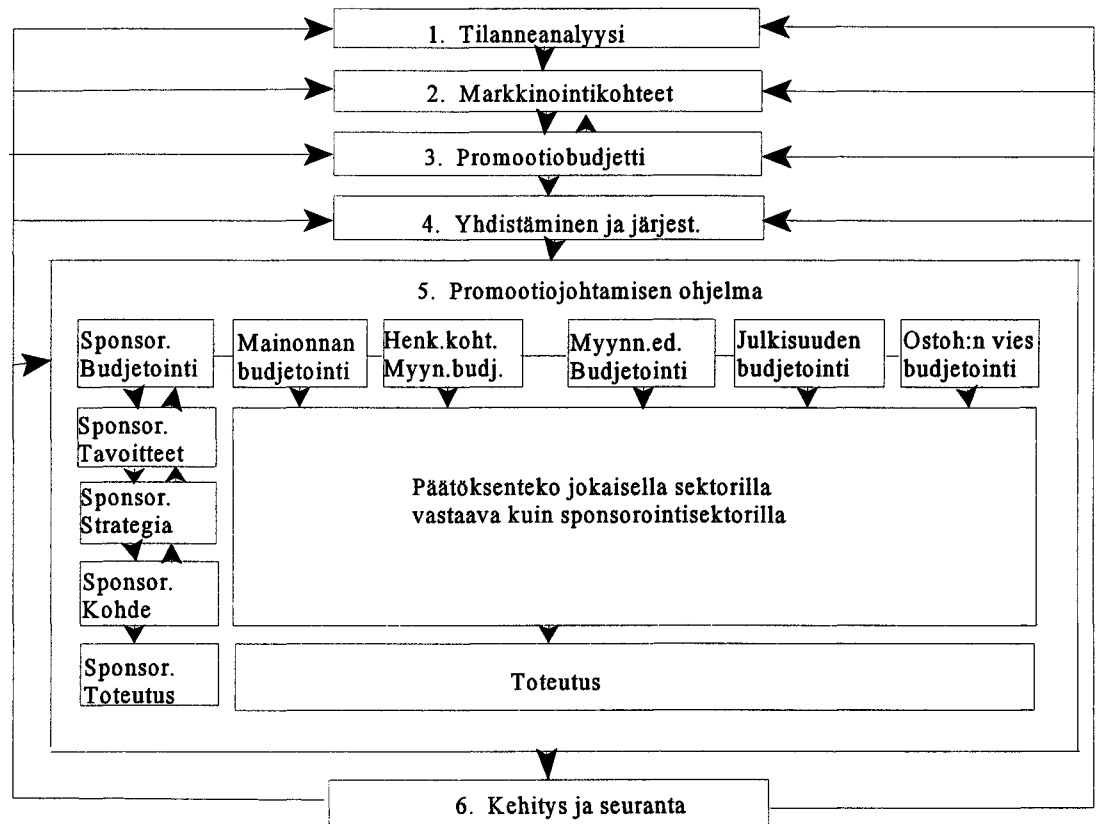 1. Tilanneanalyysi
2. Markkinointikohteet
3. Promootiobudjetti
4. Yhdistäminen ja järjest.
5. Promootiojohtamisen ohjelma
Sponsor.
Budjetointi
Mainonnan
budjetointi
Henk.koht.
Myyn.budj.
Myynn.ed.
Budjetointi
Julkisuuden
budjetointi
Ostoh:n vies
budjetointi
Sponsor.
Tavoitteet
Sponsor.
Strategia
Sponsor.
Kohde
Sponsor.
Toteutus
Päätöksenteko jokaisella sektorilla
vastaava kuin sponsorointisektorilla
Toteutus
6. Kehitys ja seuranta